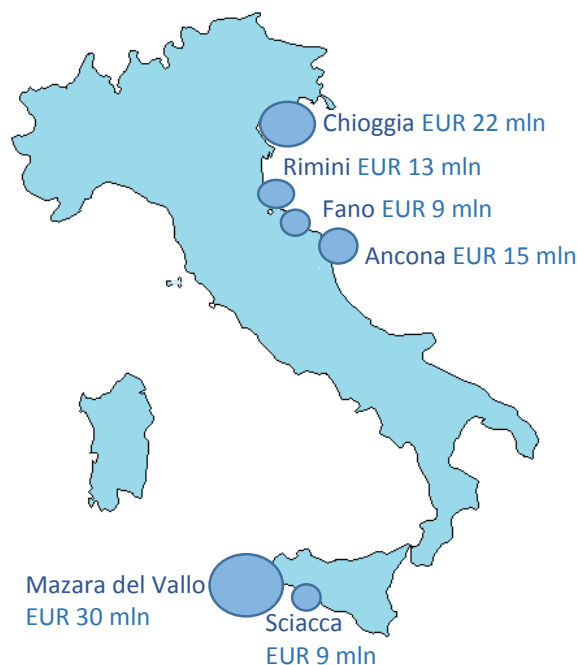 Chioggia EUR 22 mln
Rimini EUR 13 mln
Fano EUR 9 mln
Ancona EUR 15 mln
Mazara del Vallo
EUR 30 mln
Sciacca
EUR 9 mln